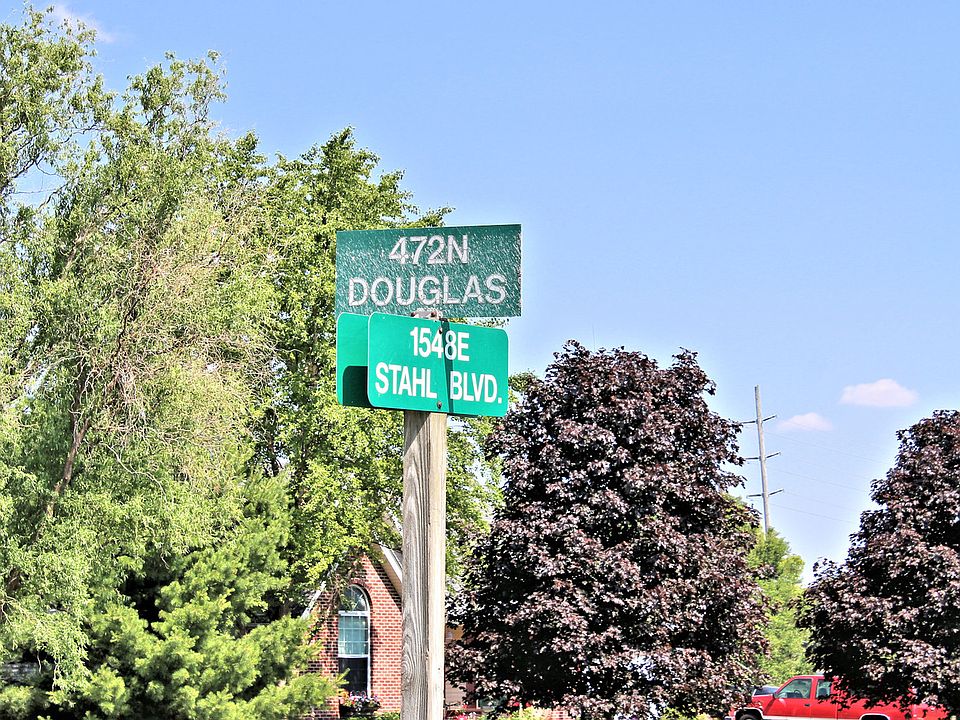 472N
DOUGLAS
1548E
STAHL BLVD.